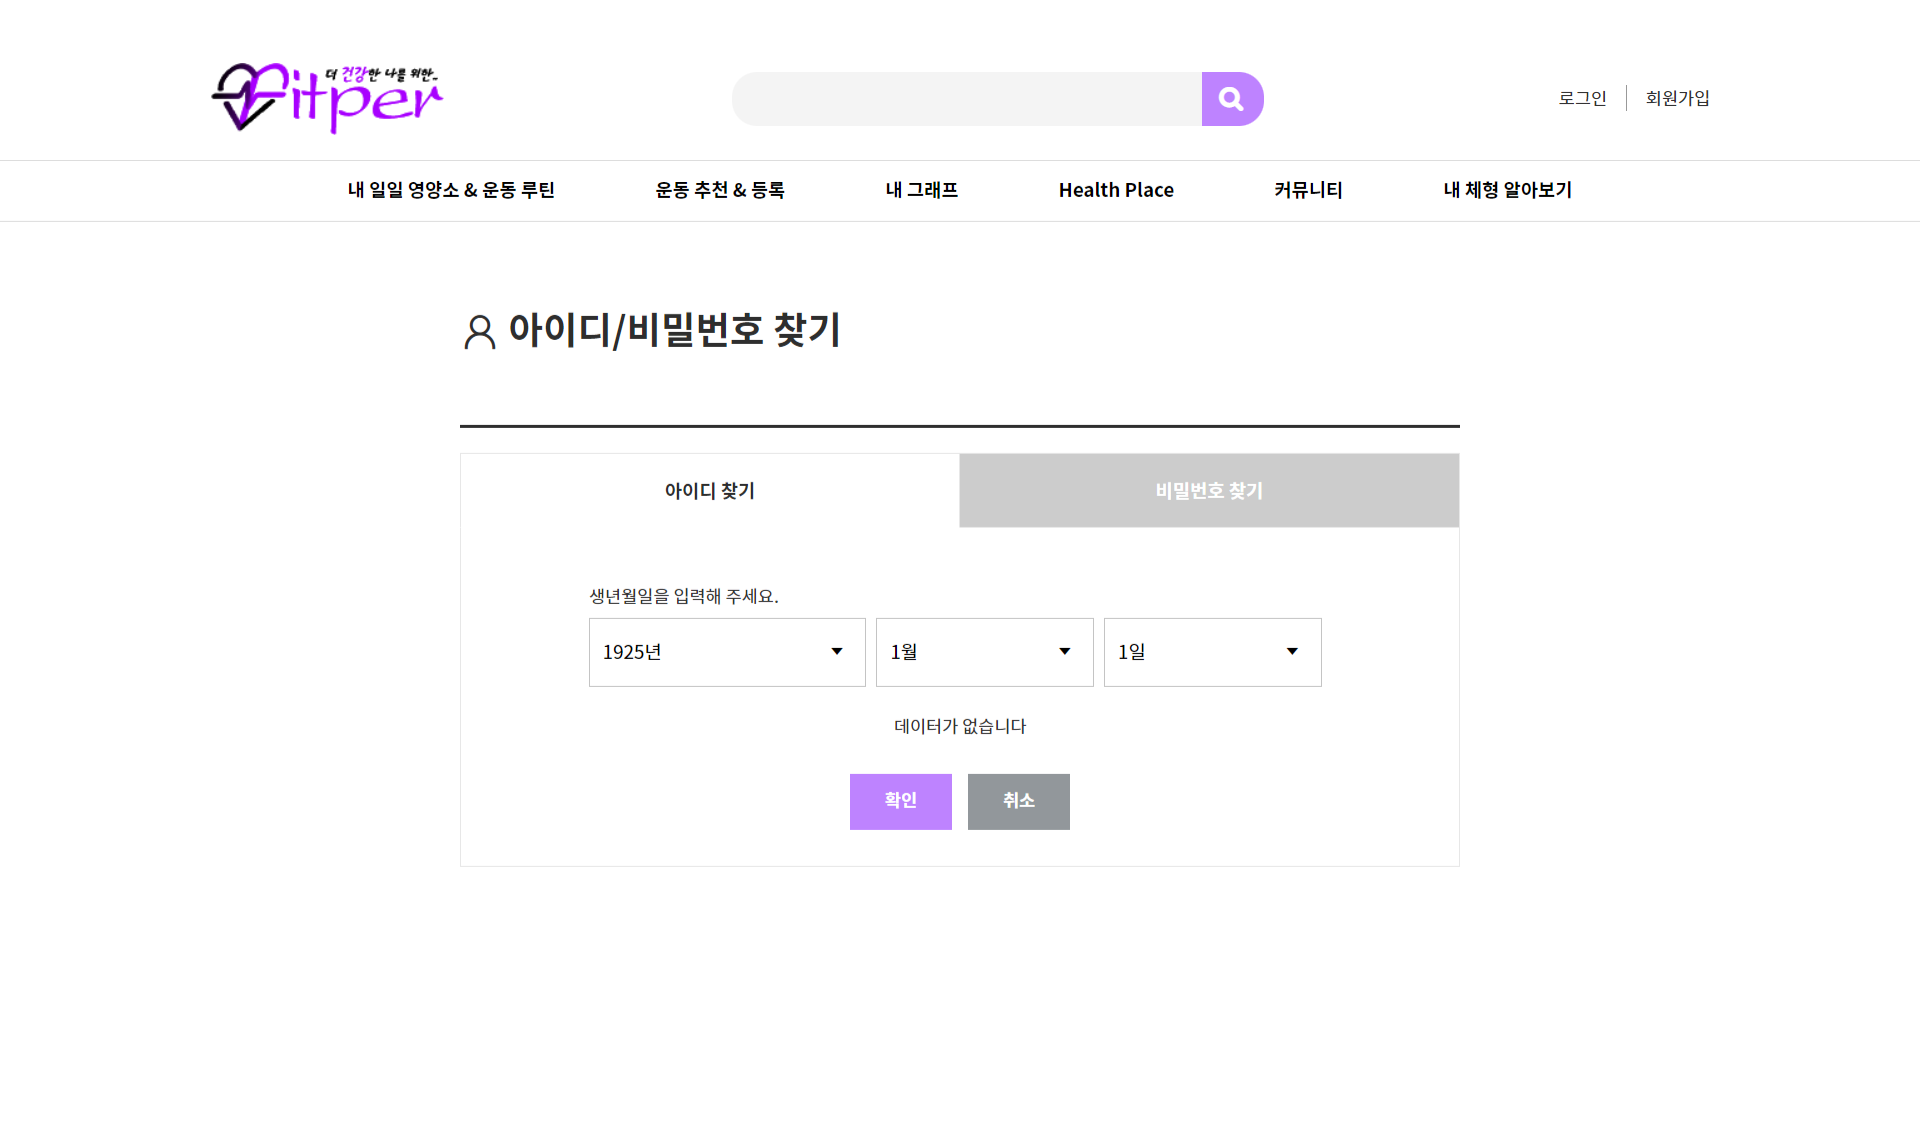 더 건강한 나를 위한..
Fitper
로그인
회원가입
내 일일 영양소 & 운동 루틴
운동 추천 & 등록
내 그래프
Health Place
커뮤니티
내 체형 알아보기
아이디/비밀번호 찾기
아이디 찾기
비밀번호 찾기
생년월일을 입력해 주세요.
1925년
1월
1일
데이터가 없습니다
확인
취소